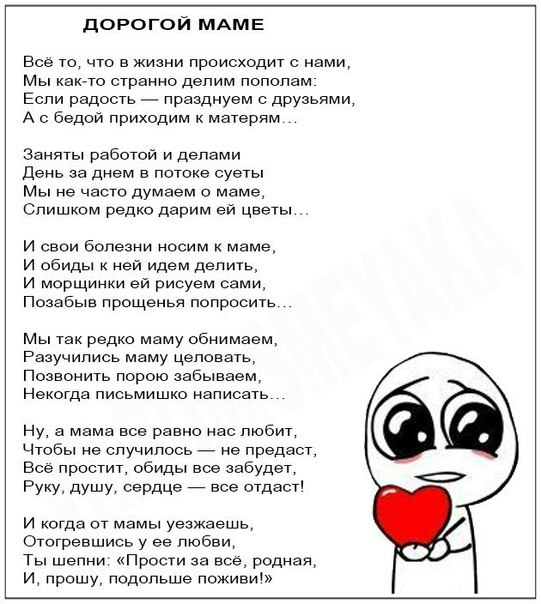 ДОРОГОЙ МАМЕ
Всё то, что в жизни происходит с нами,
Мы как-то странно делим пополам:
Если радость — празднуем с друзьями,
А с бедой приходим к матерям…
Заняты работой и делами
День за днем в потоке суеты
Мы не часто думаем о маме,
Слишком редко дарим ей цветы…
И свои болезни носим к маме,
И обиды к ней идем делить,
И морщинки ей рисуем сами,
Позабыв прощенья попросить…
Мы так редко маму обнимаем,
Разучились маму целовать,
Позвонить порою забываем,
Некогда письмишко написать…
Ну, а мама все равно нас любит,
Чтобы не случилось — не предаст,
Всё простит, обиды все забудет,
Руку, душу, сердце — все отдаст!
И когда от мамы уезжаешь,
Отогревшись у ее любви,
Ты шепни: «Прости за всё, родная,
И, прошу, подольше поживи!»